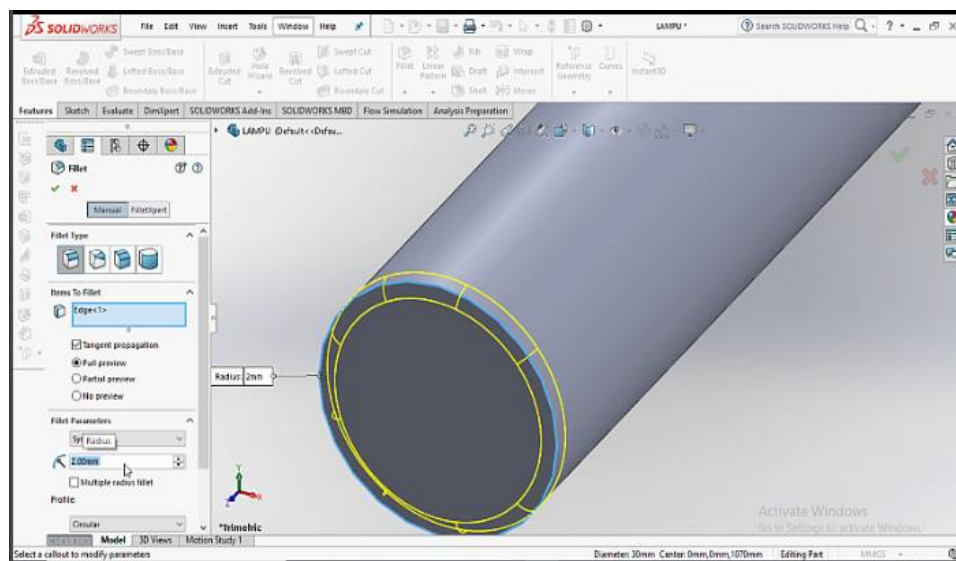 SOLIDWORKS File Edit View Insert Tools Window Help LAMPU * Search SOLIDWORKS Help
Swept Boss/Base Swept Cut Rib Wrap
Extruded Boss/Base Revolved Boss/Base Lofted Boss/Base Extruded Cut Hole Wizard Revolved Cut Lofted Cut Fillet Linear Pattern Draft Intersect Reference Geometry Curves Instant3D
Boundary Boss/Base Boundary Cut Shell Mirror
Features Sketch Evaluate DimXpert SOLIDWORKS Add-Ins SOLIDWORKS MBD Flow Simulation Analysis Preparation
LAMPU (Default<<Defau...
Fillet
Manual FilletXpert
Fillet Type
Items To Fillet
Edge<1>
Tangent propagation
Full preview
Partial preview
No preview
Radius: 2mm
Fillet Parameters
Radius
2.00mm
Multiple radius fillet
Profile:
Circular
*Trimetric
Activate Windows
Go to Settings to activate Windows.
Model 3D Views Motion Study 1
Select a callout to modify parameters Diameter: 30mm Center: 0mm,0mm,1070mm Editing Part MMGS